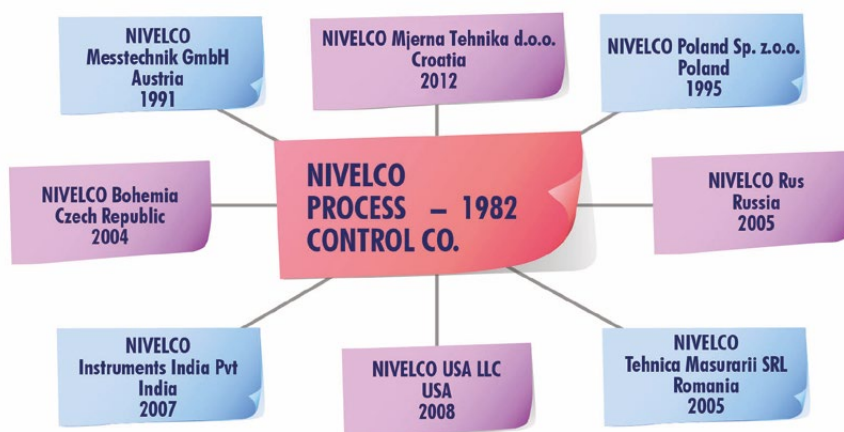 NIVELCO
Messtechnik GmbH
Austria
1991
NIVELCO Mjerna Tehnika d.o.o.
Croatia
2012
NIVELCO Poland Sp. z.o.o.
Poland
1995
NIVELCO Bohemia
Czech Republic
2004
NIVELCO
PROCESS – 1982
CONTROL CO.
NIVELCO Rus
Russia
2005
NIVELCO
Instruments India Pvt
India
2007
NIVELCO USA LLC
USA
2008
NIVELCO
Tehnica Masurarii SRL
Romania
2005